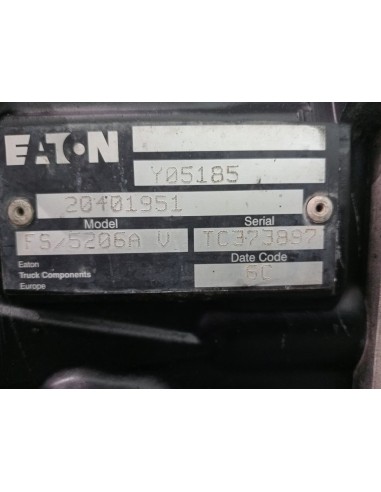 EATON
Y05185
20401951
Model Serial
FS/5206A V TC373897
Eaton Date Code
Truck Components 6C
Europe